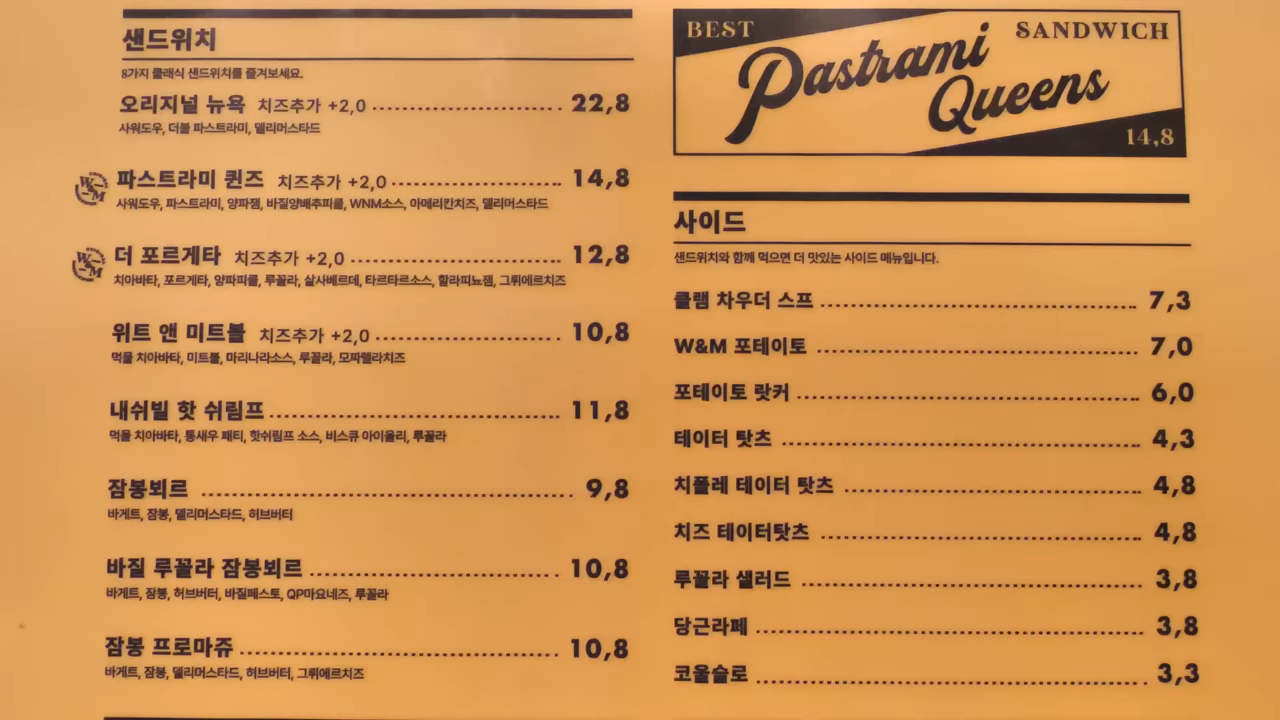 샌드위치
8가지 클래식 샌드위치를 즐겨보세요.
오리지널 뉴욕 치즈추가 +2,0 22,8
사워도우, 더블 파스트라미, 델리머스타드
W&M 파스트라미 퀸즈 치즈추가 +2,0 14,8
사워도우, 파스트라미, 양파잼, 바질양배추피클, WNM소스, 아메리칸치즈, 델리머스타드
W&M 더 포르게타 치즈추가 +2,0 12,8
치아바타, 포르게타, 양파피클, 루꼴라, 살사베르데, 타르타르소스, 할라피뇨잼, 그뤼에르치즈
위트 앤 미트볼 치즈추가 +2,0 10,8
먹물 치아바타, 미트볼, 마리나라소스, 루꼴라, 모짜렐라치즈
내쉬빌 핫 쉬림프 11,8
먹물 치아바타, 통새우 패티, 핫쉬림프 소스, 비스큐 아이올리, 루꼴라
잠봉뵈르 9,8
바게트, 잠봉, 델리머스타드, 허브버터
바질 루꼴라 잠봉뵈르 10,8
바게트, 잠봉, 허브버터, 바질페스토, QP마요네즈, 루꼴라
잠봉 프로마쥬 10,8
바게트, 잠봉, 델리머스타드, 허브버터, 그뤼에르치즈
BEST SANDWICH
Pastrami
Queens
14,8
사이드
샌드위치와 함께 먹으면 더 맛있는 사이드 메뉴입니다.
클램 차우더 스프 7,3
W&M 포테이토 7,0
포테이토 랏커 6,0
테이터 탓츠 4,3
치폴레 테이터 탓츠 4,8
치즈 테이터탓츠 4,8
루꼴라 샐러드 3,8
당근라페 3,8
코울슬로 3,3